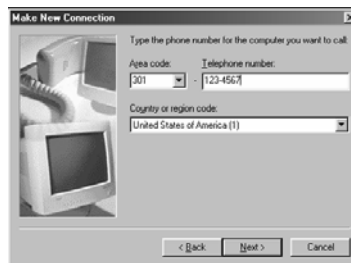 Make New Connection
Type the phone number for the computer you want to call:
Area code:
Telephone number:
301 - 123-4567
Country or region code:
United States of America (1)
< Back
Next >
Cancel